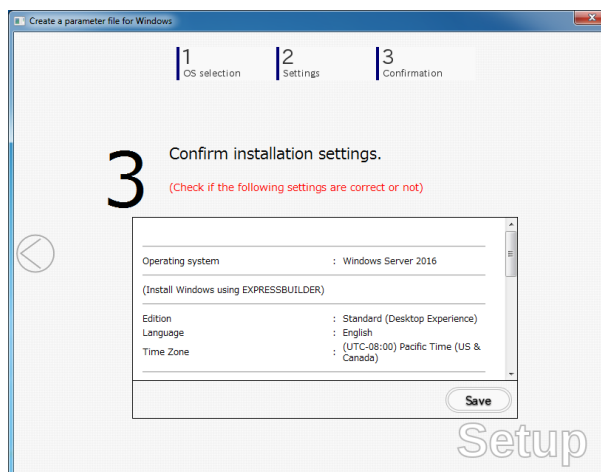 Create a parameter file for Windows
1
OS selection
2
Settings
3
Confirmation
3
Confirm installation settings.
(Check if the following settings are correct or not)
Operating system : Windows Server 2016
(Install Windows using EXPRESSBUILDER)
Edition : Standard (Desktop Experience)
Language : English
Time Zone : (UTC-08:00) Pacific Time (US &
Canada)
Save
Setup